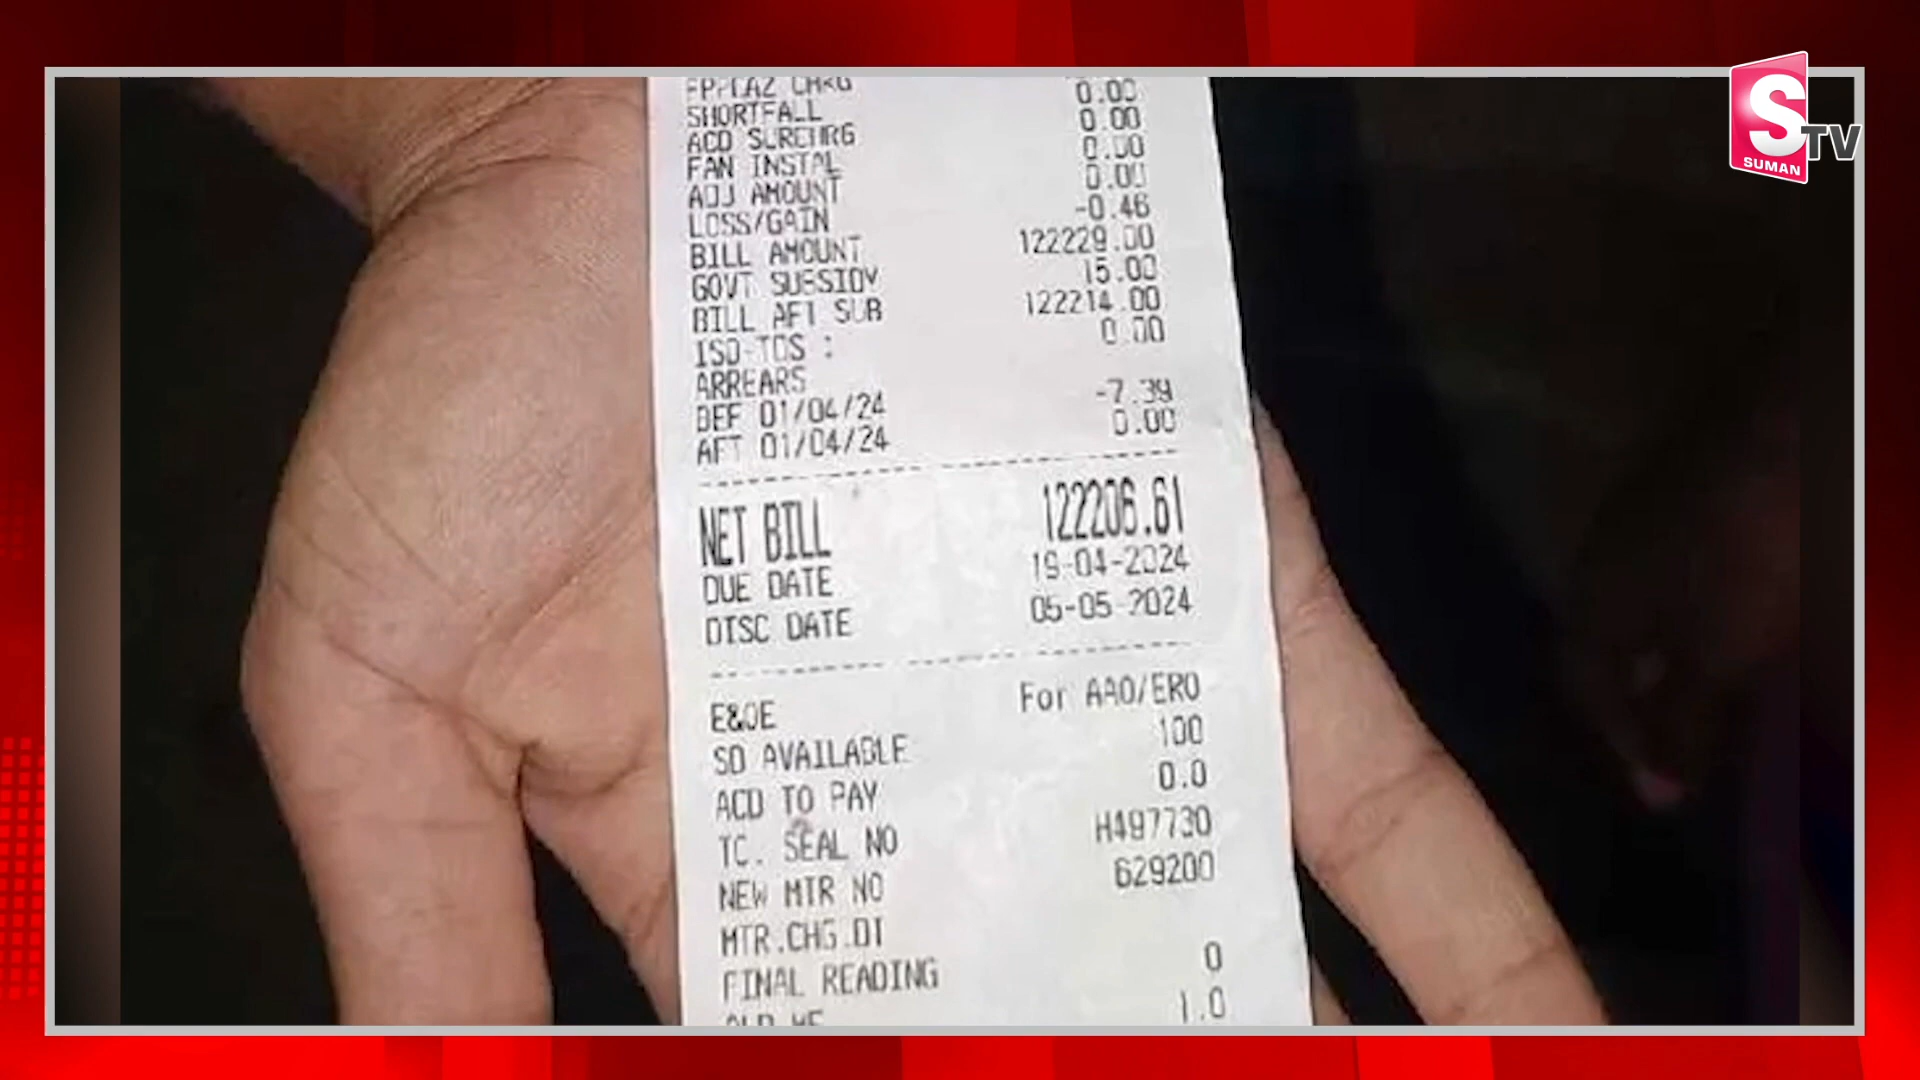 SUMAN
STV
SHORTFALL 0.00
ACD SURCHRG 0.00
FAN INSTAL 0.00
ADJ AMOUNT 0.00
LOSS/GAIN -0.46
BILL AMOUNT 122229.00
GOVT SUBSIDY 15.00
BILL AFT SUB 122214.00
ISD-TDS : 0.00
ARREARS
BEF 01/04/24 -7.39
AFT 01/04/24 0.00
NET BILL 122206.61
DUE DATE 19-04-2024
DISC DATE 05-05-2024
E&OE For AAO/ERO
SD AVAILABLE 100
ACD TO PAY 0.0
TC. SEAL NO H497730
NEW MTR NO 629200
MTR.CHG.DT
FINAL READING 0
1.0